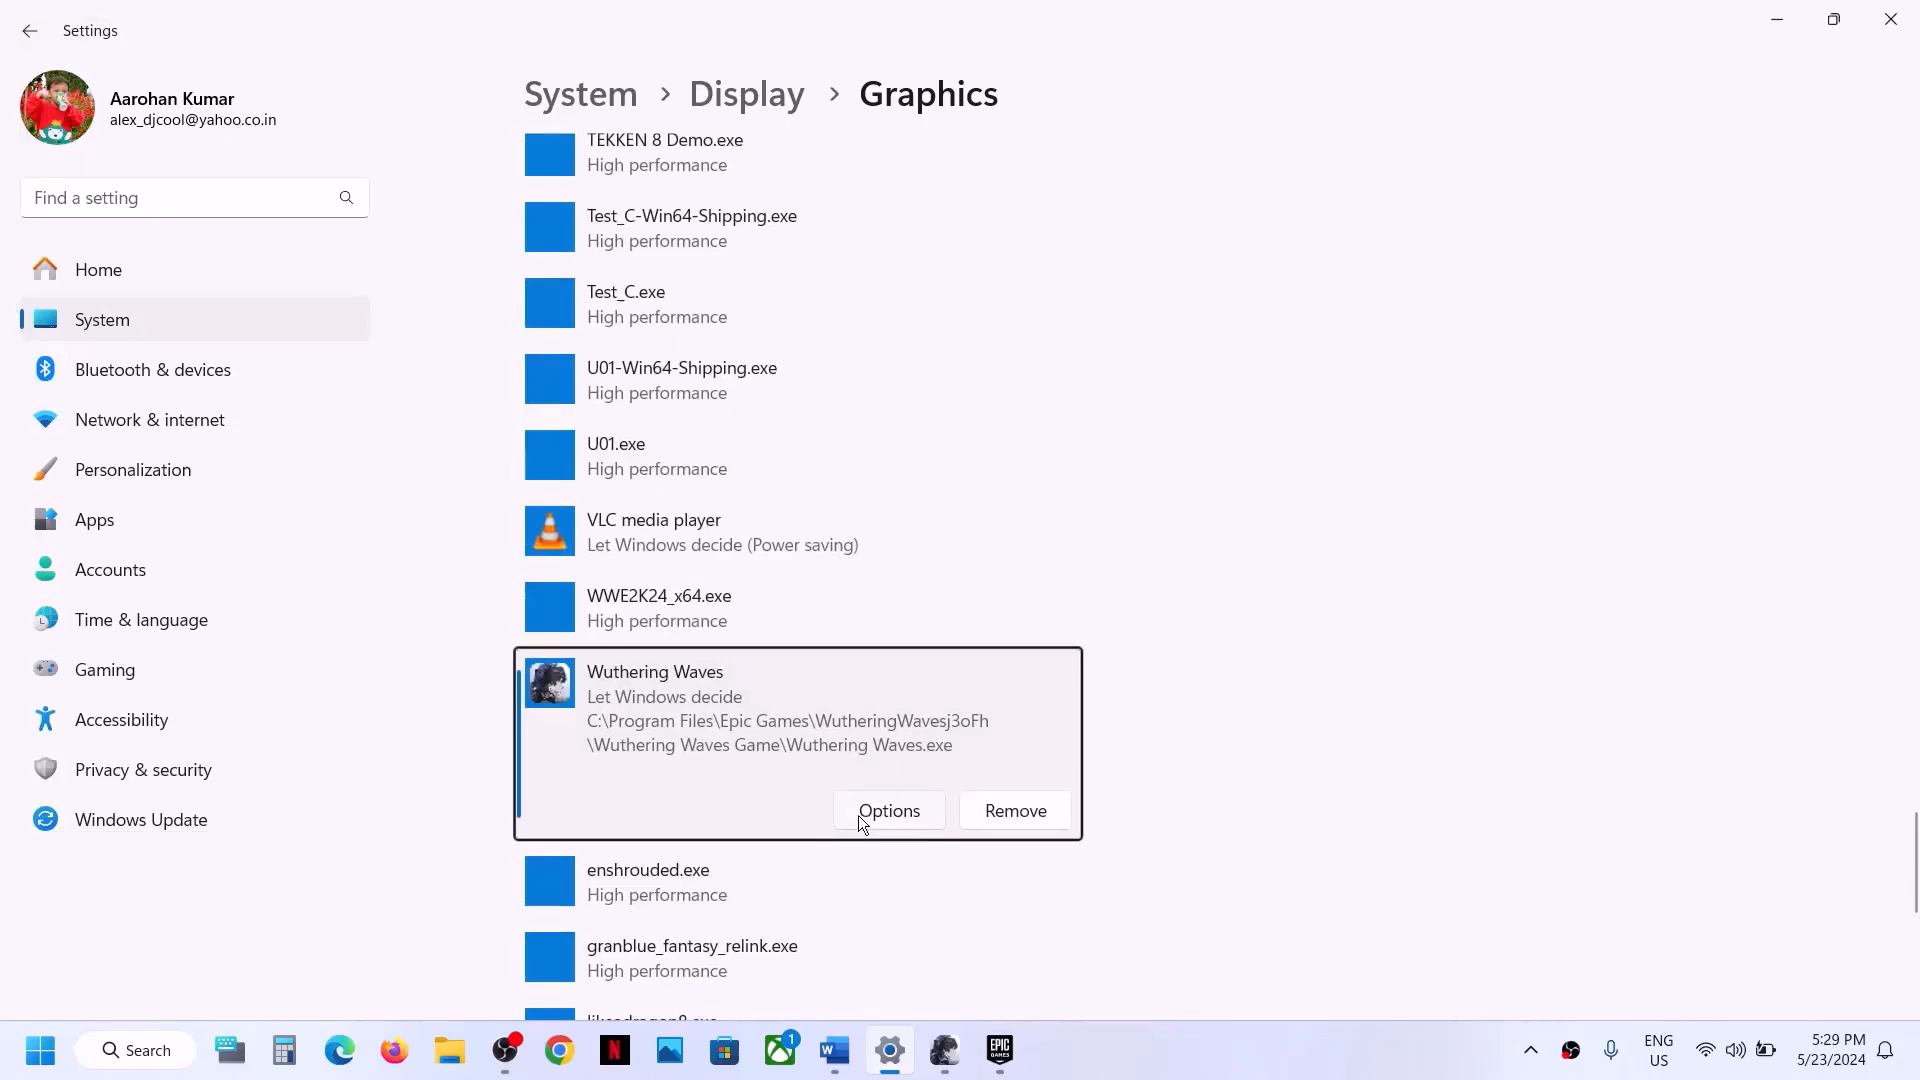 Settings
Aarohan Kumar
alex_djcool@yahoo.co.in
Find a setting
Home
System
Bluetooth & devices
Network & internet
Personalization
Apps
Accounts
Time & language
Gaming
Accessibility
Privacy & security
Windows Update
System > Display > Graphics
TEKKEN 8 Demo.exe
High performance
Test_C-Win64-Shipping.exe
High performance
Test_C.exe
High performance
U01-Win64-Shipping.exe
High performance
U01.exe
High performance
VLC media player
Let Windows decide (Power saving)
WWE2K24_x64.exe
High performance
Wuthering Waves
Let Windows decide
C:\Program Files\Epic Games\WutheringWavesj3oFh
\Wuthering Waves Game\Wuthering Waves.exe
Options
Remove
enshrouded.exe
High performance
granblue_fantasy_relink.exe
High performance
likeadragon8.exe
Search
N
1
W
EPIC
GAMES
ENG
US
5:29 PM
5/23/2024